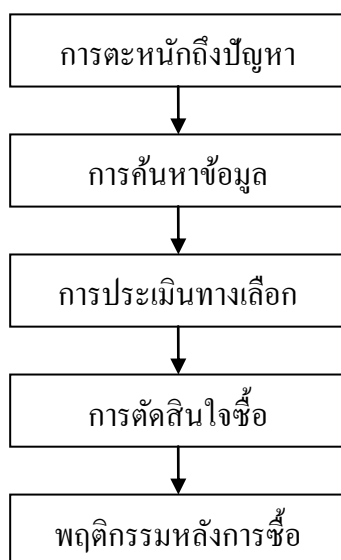 การตะหนักถึงปัญหา
การค้นหาข้อมูล
การประเมินทางเลือก
การตัดสินใจซื้อ
พฤติกรรมหลังการซื้อ